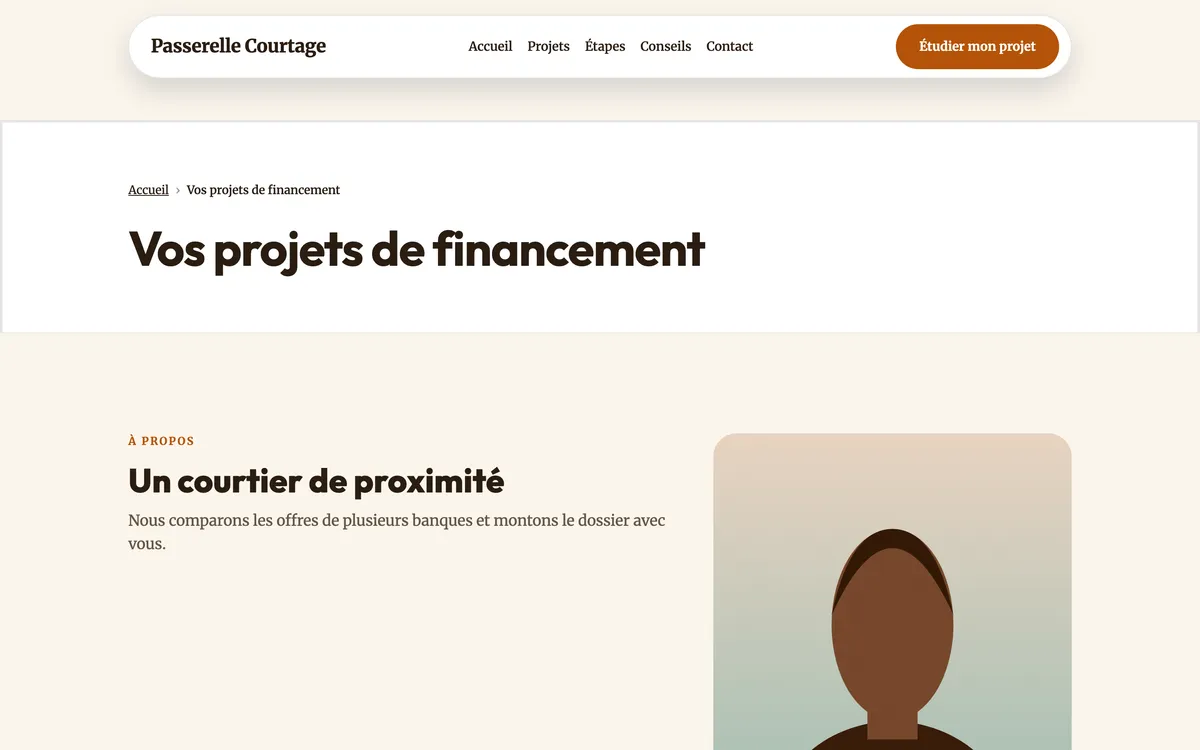 Passerelle Courtage
Accueil Projets Étapes Conseils Contact
Étudier mon projet
Accueil › Vos projets de financement
Vos projets de financement
À PROPOS
Un courtier de proximité
Nous comparons les offres de plusieurs banques et montons le dossier avec
vous.